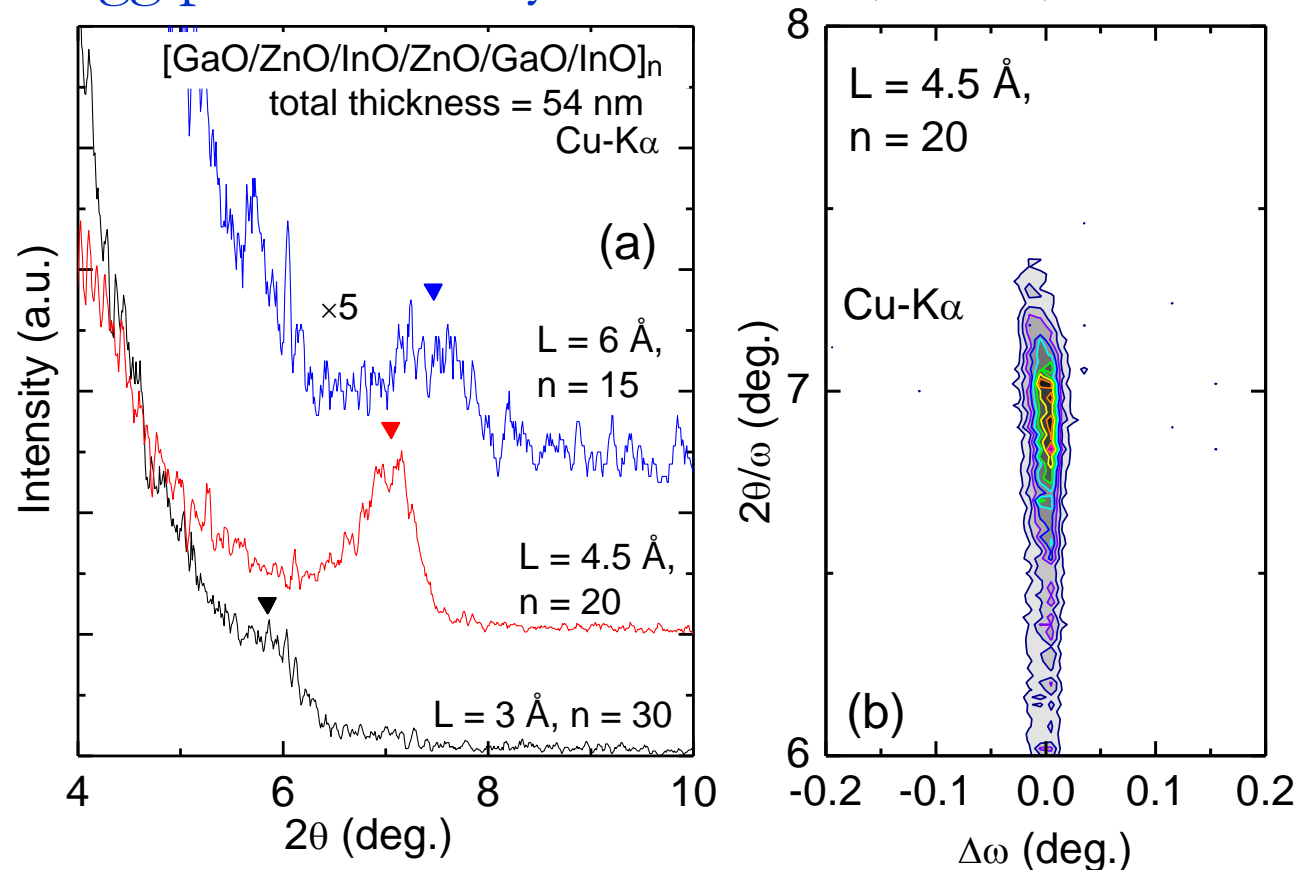 [GaO/ZnO/InO/ZnO/GaO/InO]n
total thickness = 54 nm
Cu-Kα
(a)
×5
L = 6 Å,
n = 15
L = 4.5 Å,
n = 20
L = 3 Å, n = 30
Intensity (a.u.)
4 6 8 10
2θ (deg.)
8
7
6
L = 4.5 Å,
n = 20
Cu-Kα
(b)
2θ/ω (deg.)
-0.2 -0.1 0.0 0.1 0.2
Δω (deg.)